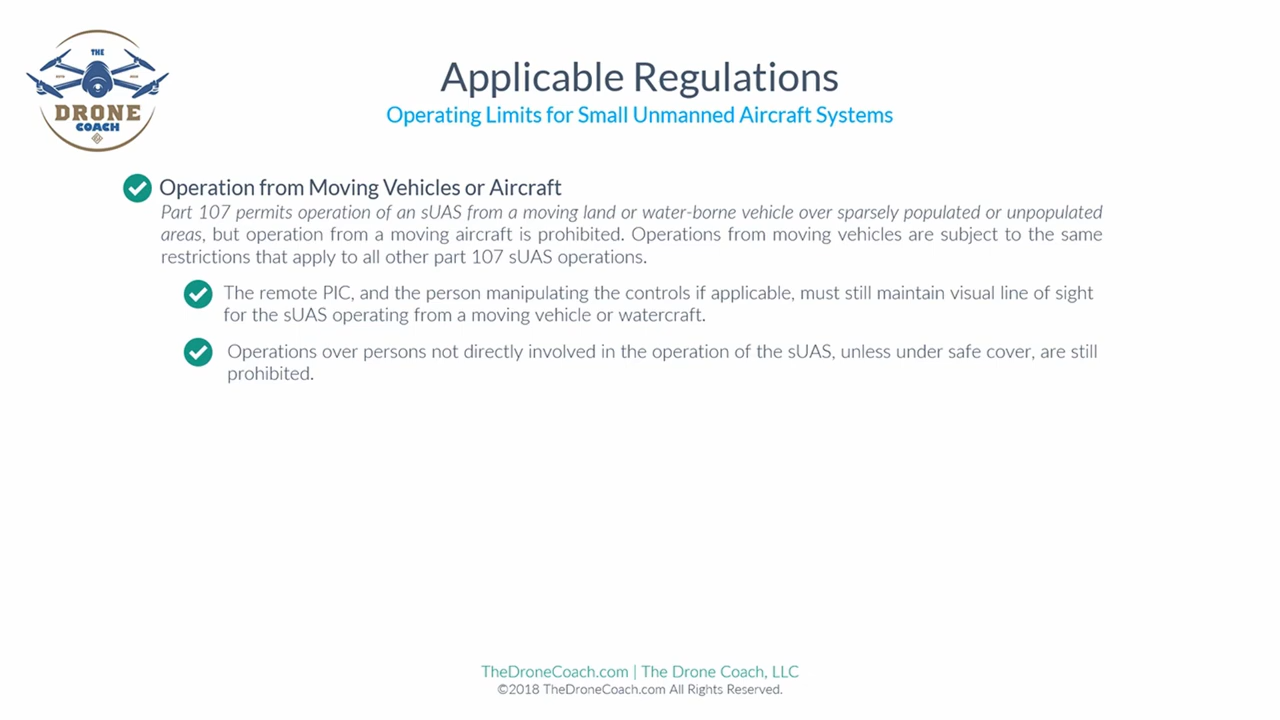 THE
DRONE
COACH
Applicable Regulations
Operating Limits for Small Unmanned Aircraft Systems
Operation from Moving Vehicles or Aircraft
Part 107 permits operation of an sUAS from a moving land or water-borne vehicle over sparsely populated or unpopulated
areas, but operation from a moving aircraft is prohibited. Operations from moving vehicles are subject to the same
restrictions that apply to all other part 107 sUAS operations.
The remote PIC, and the person manipulating the controls if applicable, must still maintain visual line of sight
for the sUAS operating from a moving vehicle or watercraft.
Operations over persons not directly involved in the operation of the sUAS, unless under safe cover, are still
prohibited.
TheDroneCoach.com | The Drone Coach, LLC
©2018 TheDroneCoach.com All Rights Reserved.